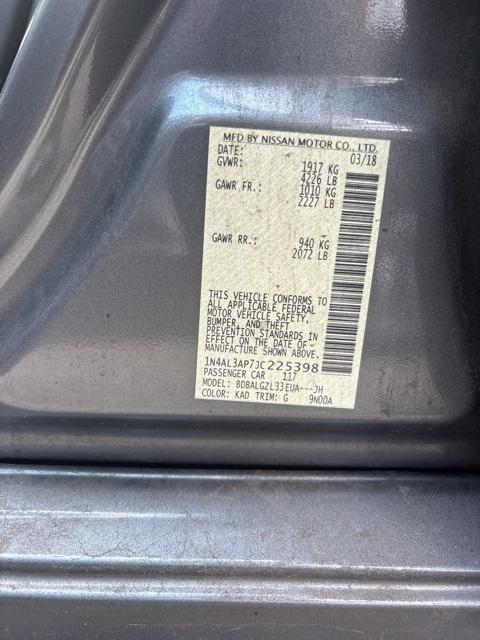 MFD BY NISSAN MOTOR CO., LTD.
DATE: 03/18
GVWR: 1917 KG
4226 LB
GAWR FR.: 1010 KG
2227 LB
GAWR RR.: 940 KG
2072 LB
THIS VEHICLE CONFORMS TO
ALL APPLICABLE FEDERAL
MOTOR VEHICLE SAFETY,
BUMPER, AND THEFT
PREVENTION STANDARDS IN
EFFECT ON THE DATE OF
MANUFACTURE SHOWN ABOVE.
1N4AL3AP7JC225398
PASSENGER CAR 117
MODEL: BDBALGZL33EUA---JH
COLOR: KAD TRIM: G 9N00A